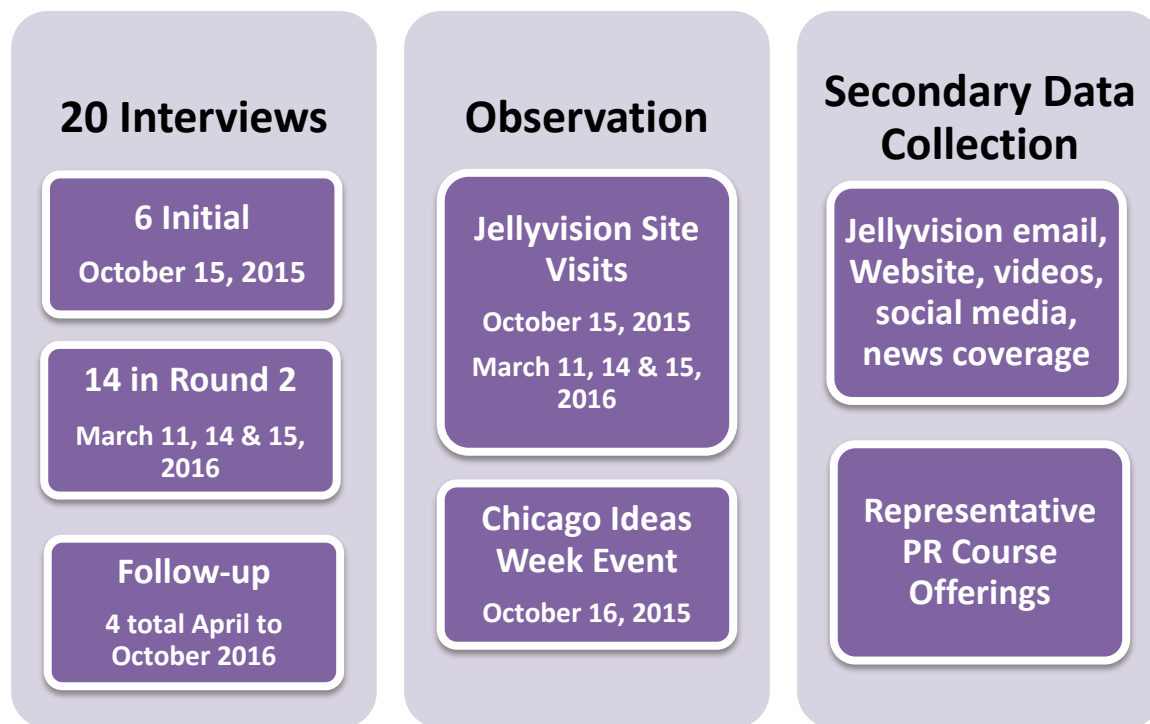 20 Interviews
6 Initial
October 15, 2015
14 in Round 2
March 11, 14 & 15,
2016
Follow-up
4 total April to
October 2016
Observation
Jellyvision Site
Visits
October 15, 2015
March 11, 14 & 15,
2016
Chicago Ideas
Week Event
October 16, 2015
Secondary Data
Collection
Jellyvision email,
Website, videos,
social media,
news coverage
Representative
PR Course
Offerings